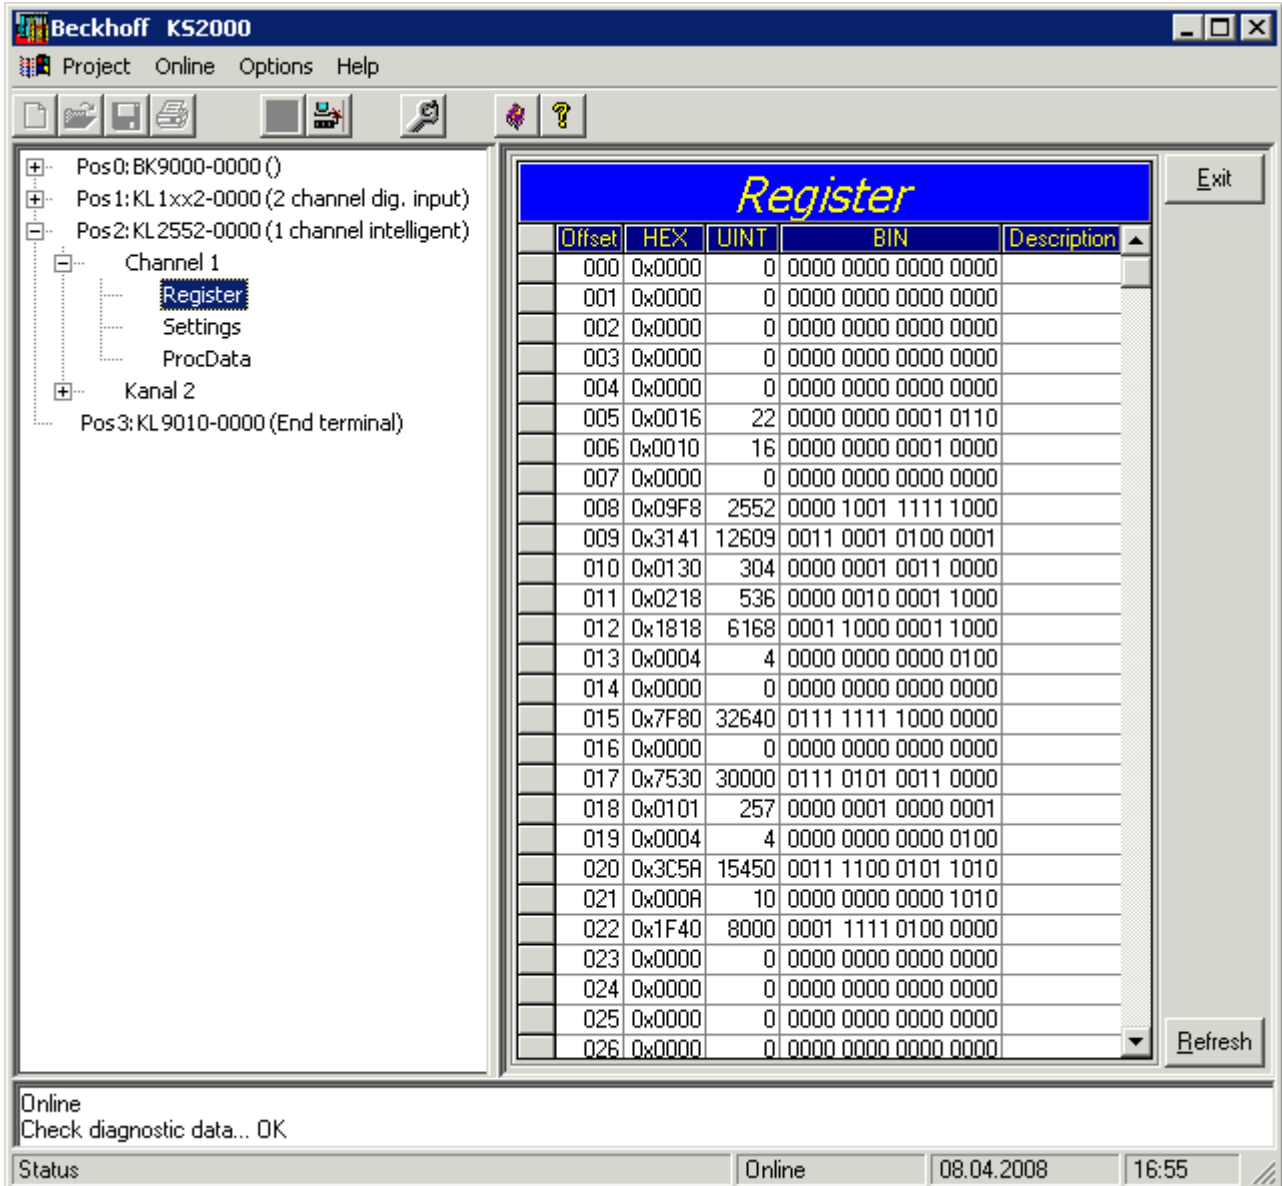 Beckhoff KS2000
Project Online Options Help
Pos0: BK9000-0000 ()
Pos1: KL1xx2-0000 (2 channel dig. input)
Pos2: KL2552-0000 (1 channel intelligent)
Channel 1
Register
Settings
ProcData
Kanal 2
Pos3: KL9010-0000 (End terminal)
Register
Offset HEX UINT BIN Description
000 0x0000 0 0000 0000 0000 0000
001 0x0000 0 0000 0000 0000 0000
002 0x0000 0 0000 0000 0000 0000
003 0x0000 0 0000 0000 0000 0000
004 0x0000 0 0000 0000 0000 0000
005 0x0016 22 0000 0000 0001 0110
006 0x0010 16 0000 0000 0001 0000
007 0x0000 0 0000 0000 0000 0000
008 0x09F8 2552 0000 1001 1111 1000
009 0x3141 12609 0011 0001 0100 0001
010 0x0130 304 0000 0001 0011 0000
011 0x0218 536 0000 0010 0001 1000
012 0x1818 6168 0001 1000 0001 1000
013 0x0004 4 0000 0000 0000 0100
014 0x0000 0 0000 0000 0000 0000
015 0x7F80 32640 0111 1111 1000 0000
016 0x0000 0 0000 0000 0000 0000
017 0x7530 30000 0111 0101 0011 0000
018 0x0101 257 0000 0001 0000 0001
019 0x0004 4 0000 0000 0000 0100
020 0x3C5A 15450 0011 1100 0101 1010
021 0x000A 10 0000 0000 0000 1010
022 0x1F40 8000 0001 1111 0100 0000
023 0x0000 0 0000 0000 0000 0000
024 0x0000 0 0000 0000 0000 0000
025 0x0000 0 0000 0000 0000 0000
026 0x0000 0 0000 0000 0000 0000
Exit
Refresh
Online
Check diagnostic data... OK
Status Online 08.04.2008 16:55